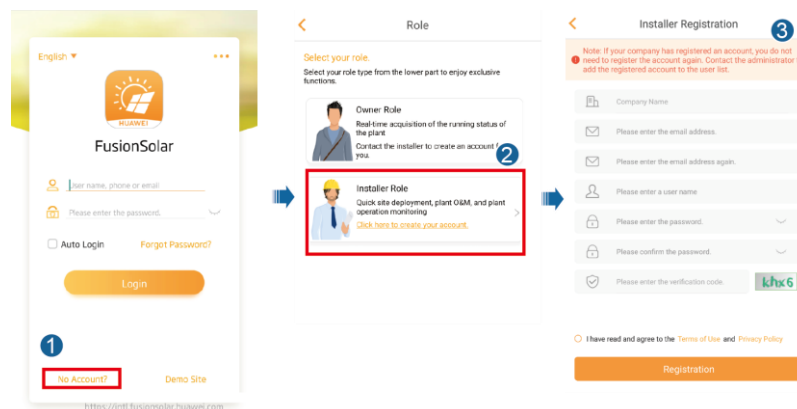 English
HUAWEI
FusionSolar
User name, phone or email
Please enter the password.
Auto Login
Forgot Password?
Login
1
No Account?
Demo Site
https://intl.fusionsolar.huawei.com
Role
Select your role.
Select your role type from the lower part to enjoy exclusive
functions.
Owner Role
Real-time acquisition of the running status of
the plant
Contact the installer to create an account
you.
2
Installer Role
Quick site deployment, plant O&M, and plant
operation monitoring
Click here to create your account.
Installer Registration
3
Note: If your company has registered an account, you do not
need to register the account again. Contact the administrator
add the registered account to the user list.
Company Name
Please enter the email address.
Please enter the email address again.
Please enter a user name
Please enter the password.
Please confirm the password.
Please enter the verification code.
khx6
I have read and agree to the Terms of Use and Privacy Policy
Registration